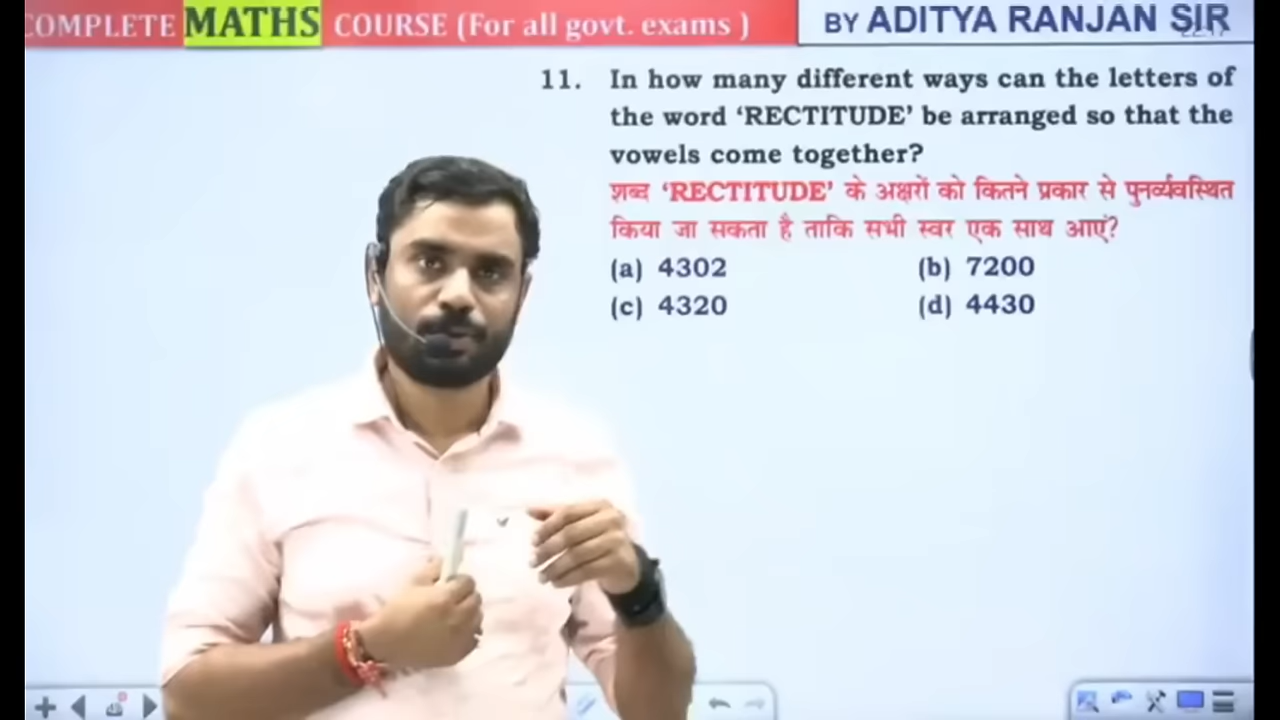 COMPLETE MATHS COURSE (For all govt. exams )
BY ADITYA RANJAN SIR
11. In how many different ways can the letters of
the word ‘RECTITUDE’ be arranged so that the
vowels come together?
शब्द ‘RECTITUDE’ के अक्षरों को कितने प्रकार से पुनर्व्यवस्थित
किया जा सकता है ताकि सभी स्वर एक साथ आएं?
(a) 4302 (b) 7200
(c) 4320 (d) 4430